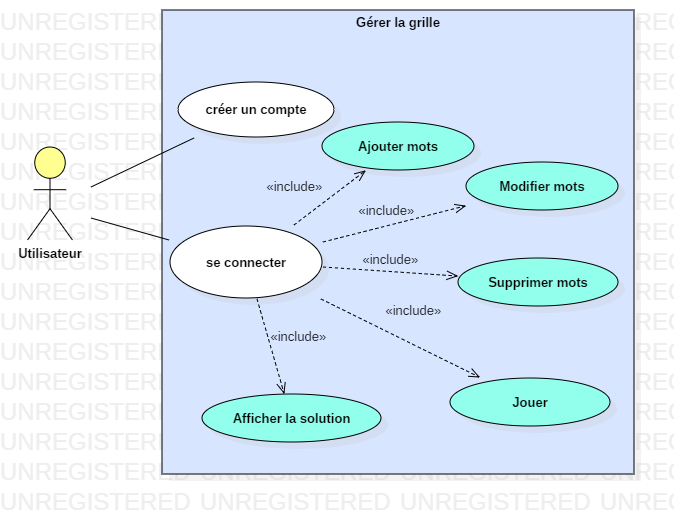 Gérer la grille
créer un compte
Ajouter mots
«include»
Modifier mots
«include»
Utilisateur
se connecter
«include»
Supprimer mots
«include»
«include»
Jouer
Afficher la solution
UNREGISTERED UNREGISTERED UNREGISTERED UNREGISTERED